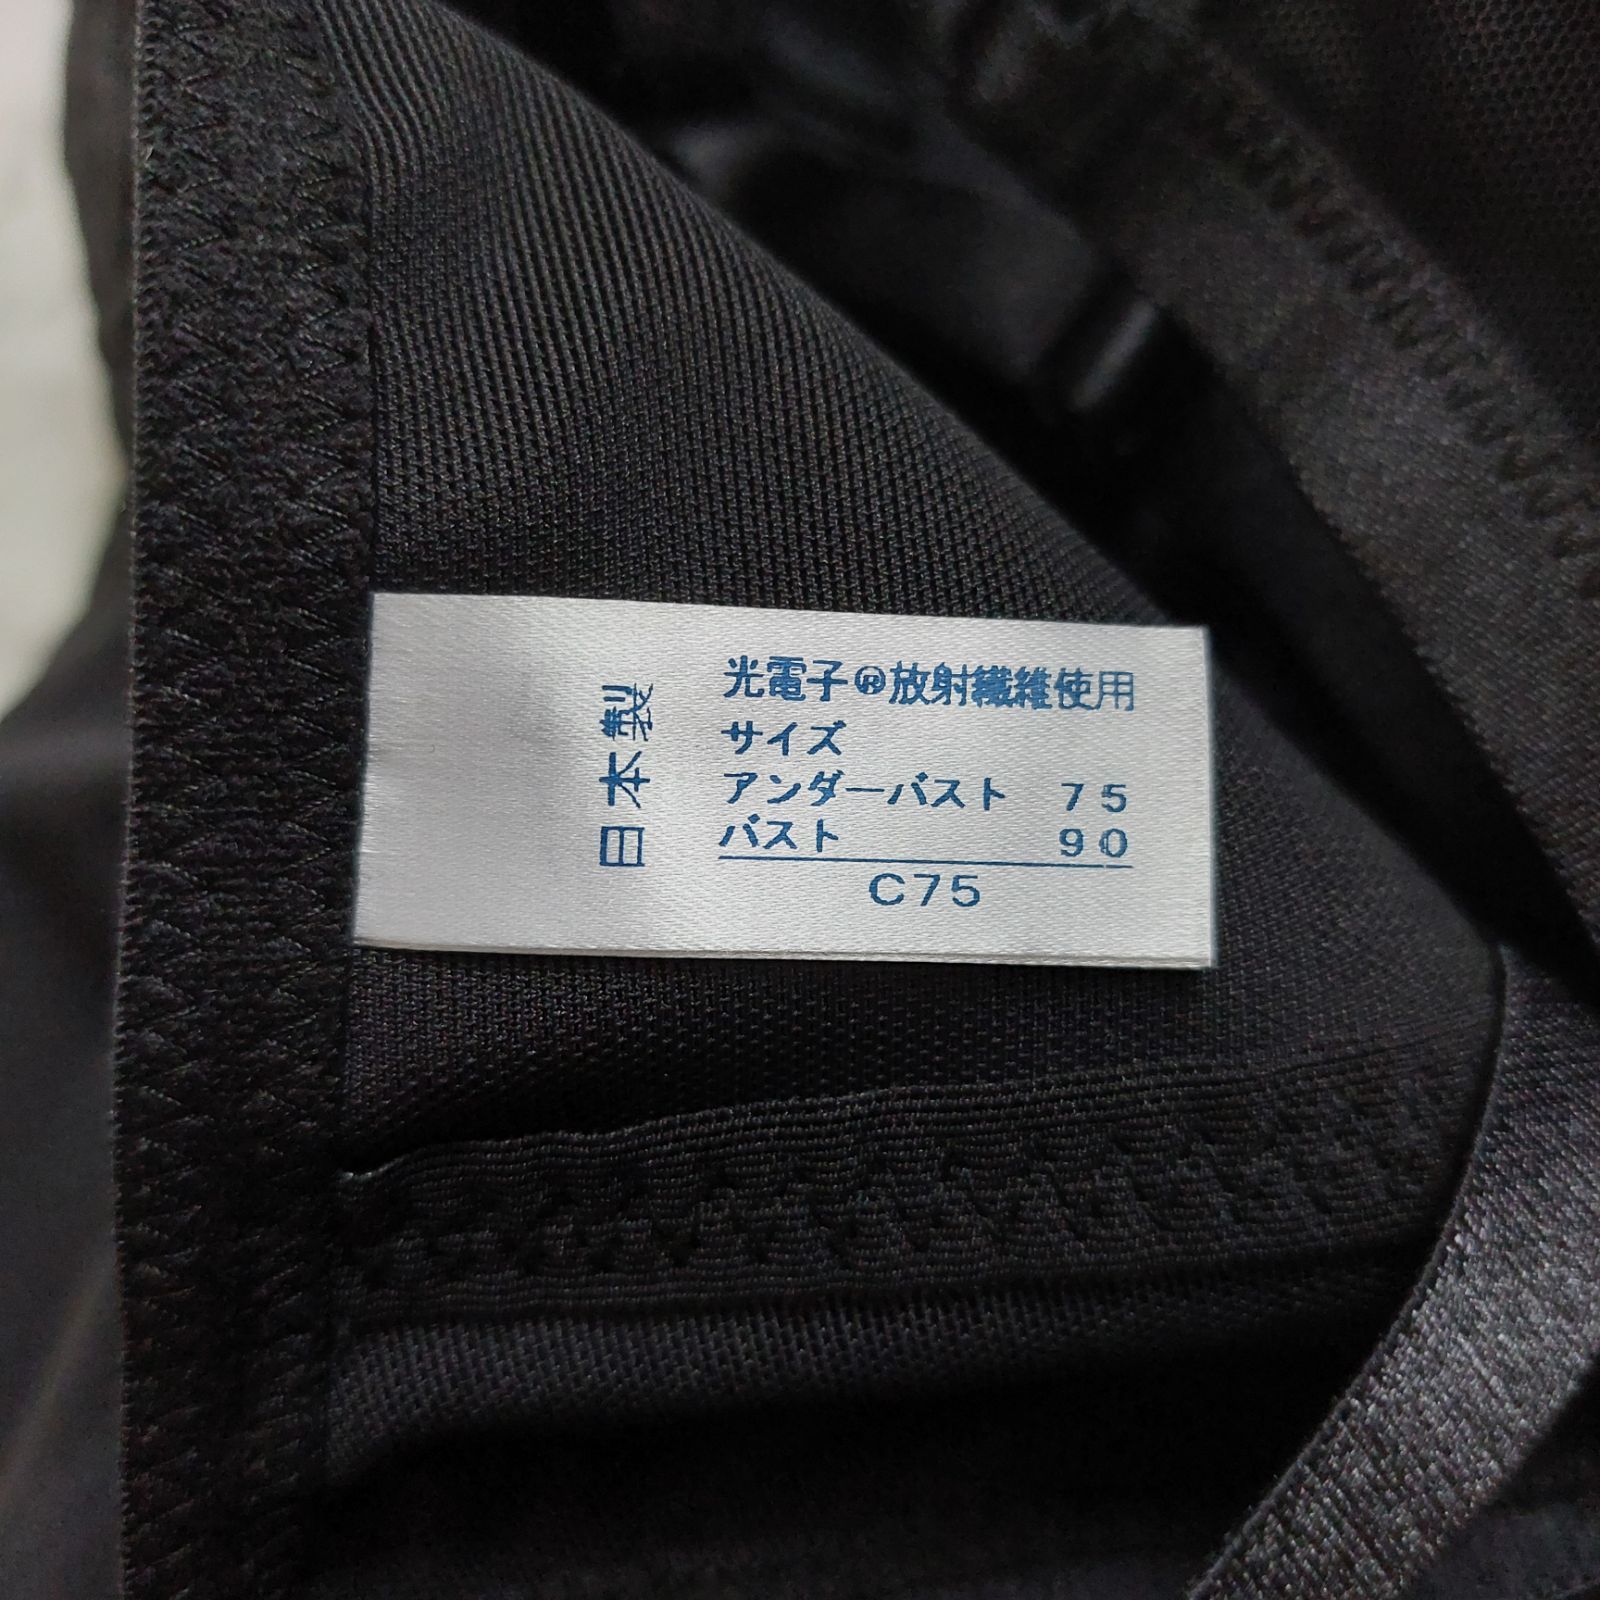 光電子®放射繊維使用
サイズ
アンダーバスト 75
バスト 90
C75
日本製